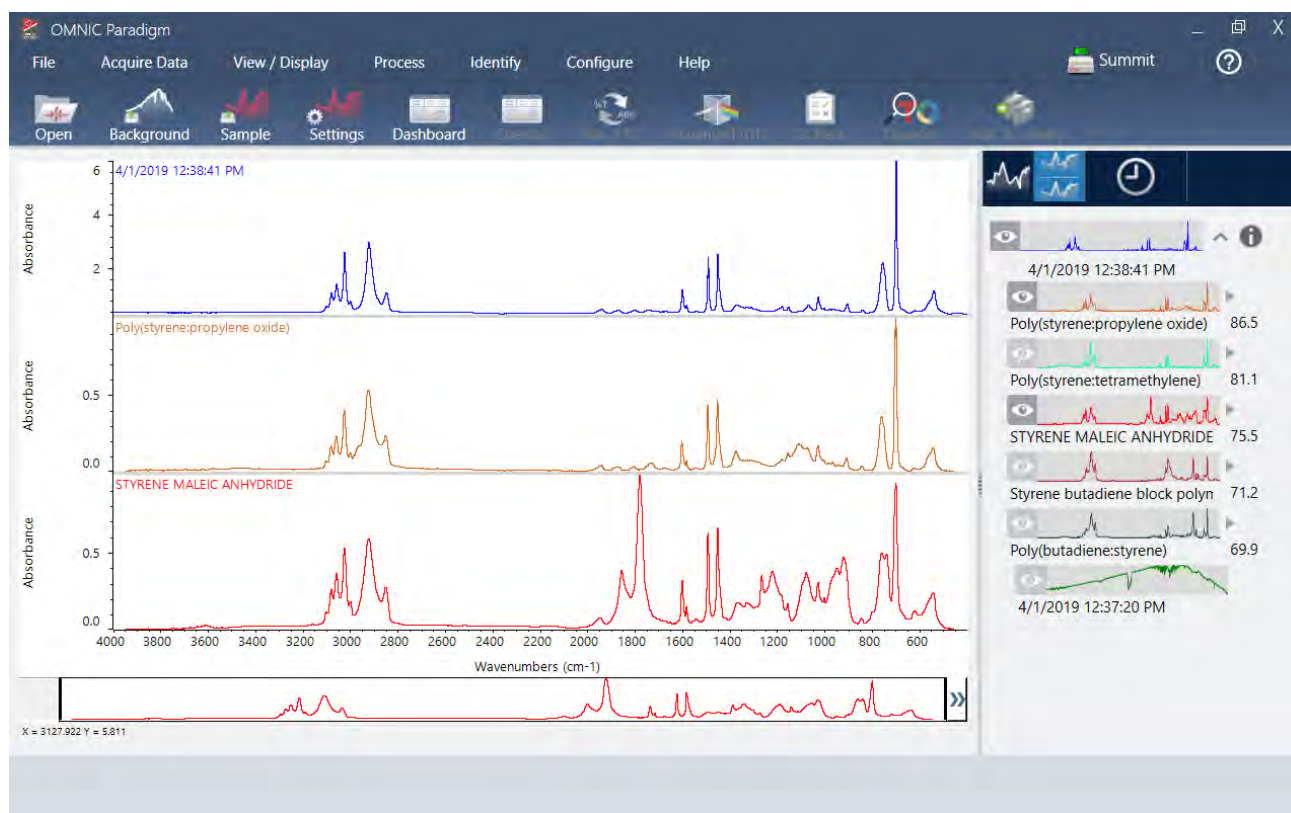 OMNIC Paradigm
File Acquire Data View / Display Process Identify Configure Help Summit
Open Background Sample Settings Dashboard
6 4/1/2019 12:38:41 PM
4
2
Absorbance
Poly(styrene:propylene oxide)
0.5
0.0
Absorbance
STYRENE MALEIC ANHYDRIDE
0.5
0.0
Absorbance
4000 3800 3600 3400 3200 3000 2800 2600 2400 2200 2000 1800 1600 1400 1200 1000 800 600
Wavenumbers (cm-1)
X = 3127.922 Y = 5.811
4/1/2019 12:38:41 PM
Poly(styrene:propylene oxide) 86.5
Poly(styrene:tetramethylene) 81.1
STYRENE MALEIC ANHYDRIDE 75.5
Styrene butadiene block polyn 71.2
Poly(butadiene:styrene) 69.9
4/1/2019 12:37:20 PM